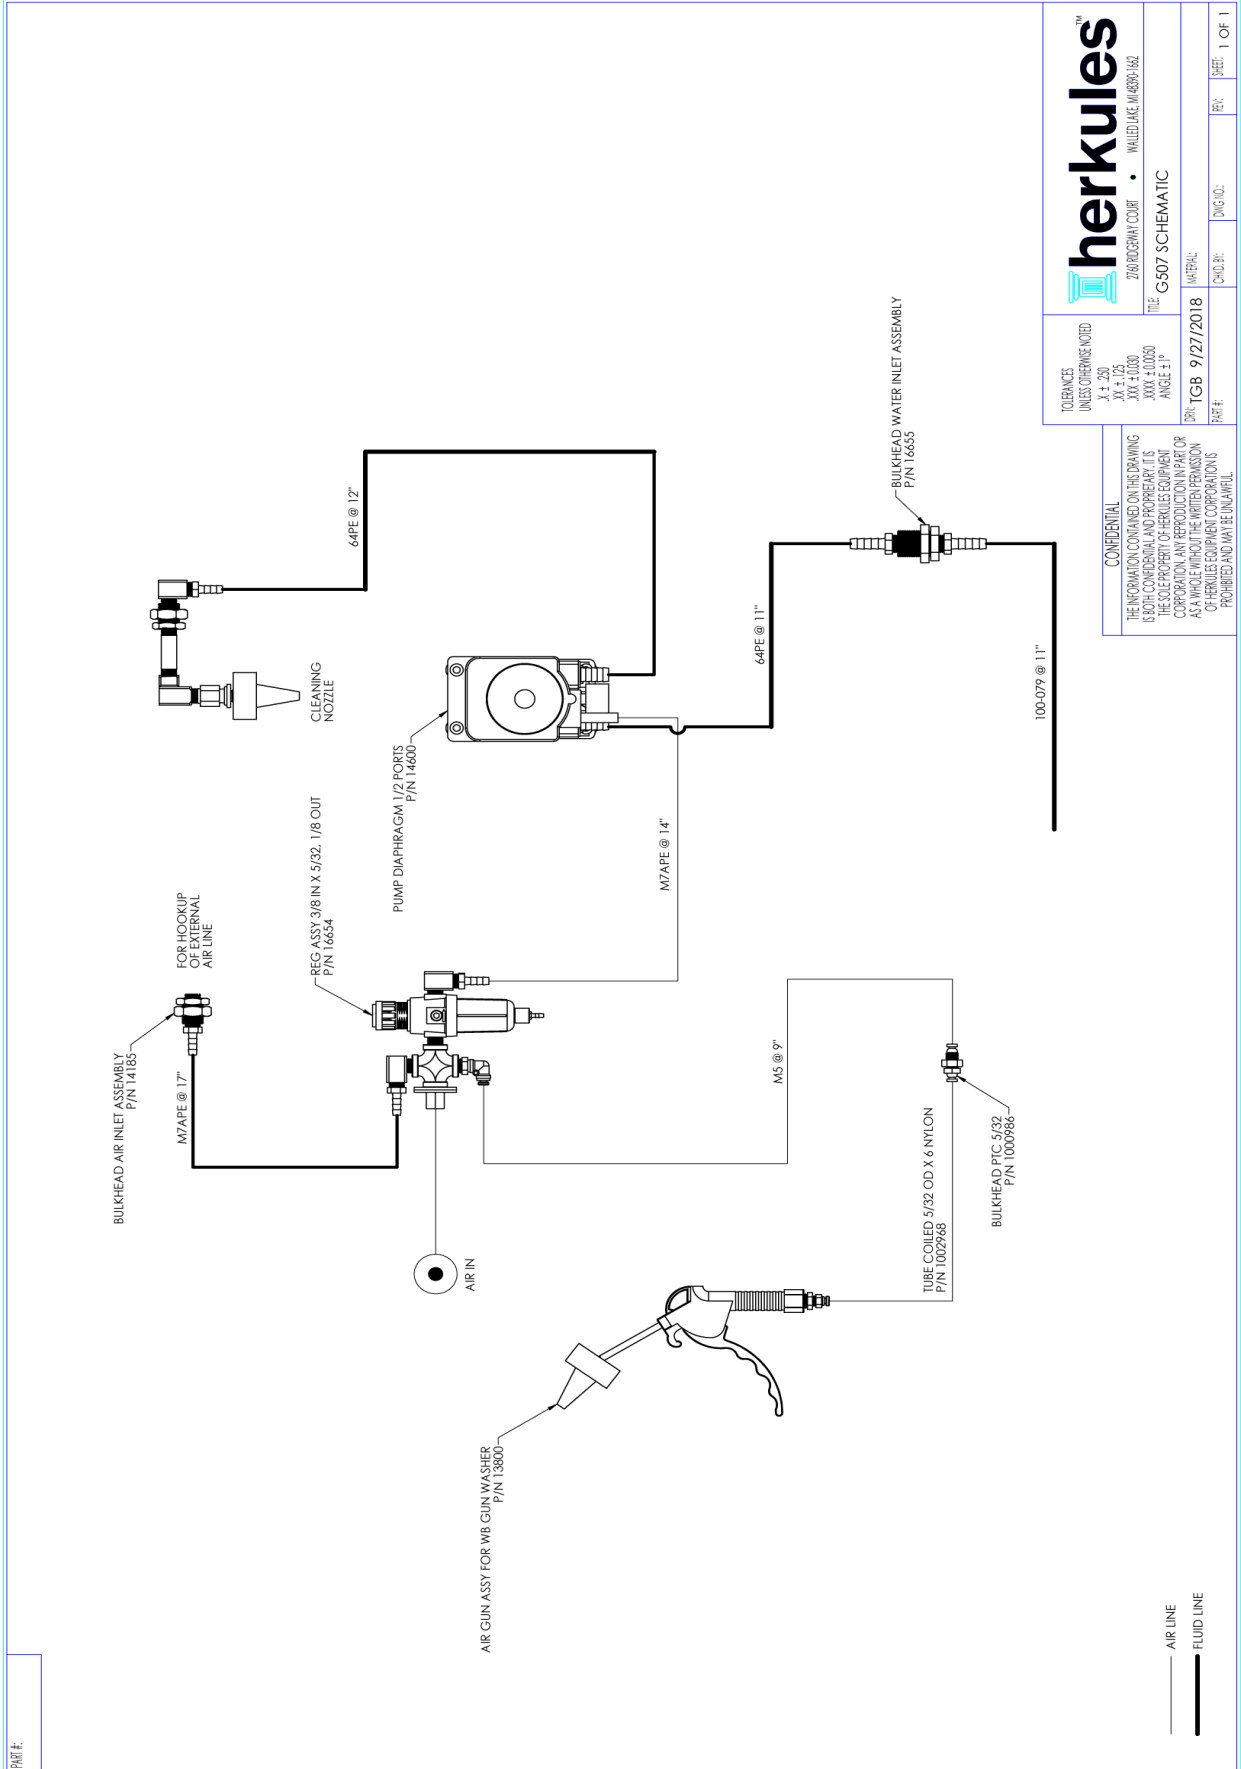 PART #:
BULKHEAD AIR INLET ASSEMBLY
P/N 14185
M7APE @ 17"
FOR HOOKUP
OF EXTERNAL
AIR LINE
CLEANING
NOZZLE
64PE @ 12"
REG ASSY 3/8 IN X 5/32, 1/8 OUT
P/N 16654
PUMP DIAPHRAGM 1/2 PORTS
P/N 14600
AIR IN
M7APE @ 14"
64PE @ 11"
BULKHEAD WATER INLET ASSEMBLY
P/N 16655
AIR GUN ASSY FOR WB GUN WASHER
P/N 13800
M5 @ 9"
TUBE COILED 5/32 OD X 6 NYLON
P/N 1002968
BULKHEAD PTC 5/32
P/N 1000986
100-079 @ 11"
AIR LINE
FLUID LINE
CONFIDENTIAL
THE INFORMATION CONTAINED ON THIS DRAWING
IS BOTH CONFIDENTIAL AND PROPRIETARY. IT IS
THE SOLE PROPERTY OF HERKULES EQUIPMENT
CORPORATION. ANY REPRODUCTION IN PART OR
AS A WHOLE WITHOUT THE WRITTEN PERMISSION
OF HERKULES EQUIPMENT CORPORATION IS
PROHIBITED AND MAY BE UNLAWFUL.
TOLERANCES
UNLESS OTHERWISE NOTED
.X ± .250
.XX ± .125
.XXX ± 0.030
.XXXX ± 0.0050
ANGLE ± 1°
herkules™
2760 RIDGEWAY COURT • WALLED LAKE, MI 48390-1662
TITLE: G507 SCHEMATIC
DRN: TGB 9/27/2018
MATERIAL:
PART #:
CHK'D. BY:
DWG NO.:
REV:
SHEET: 1 OF 1